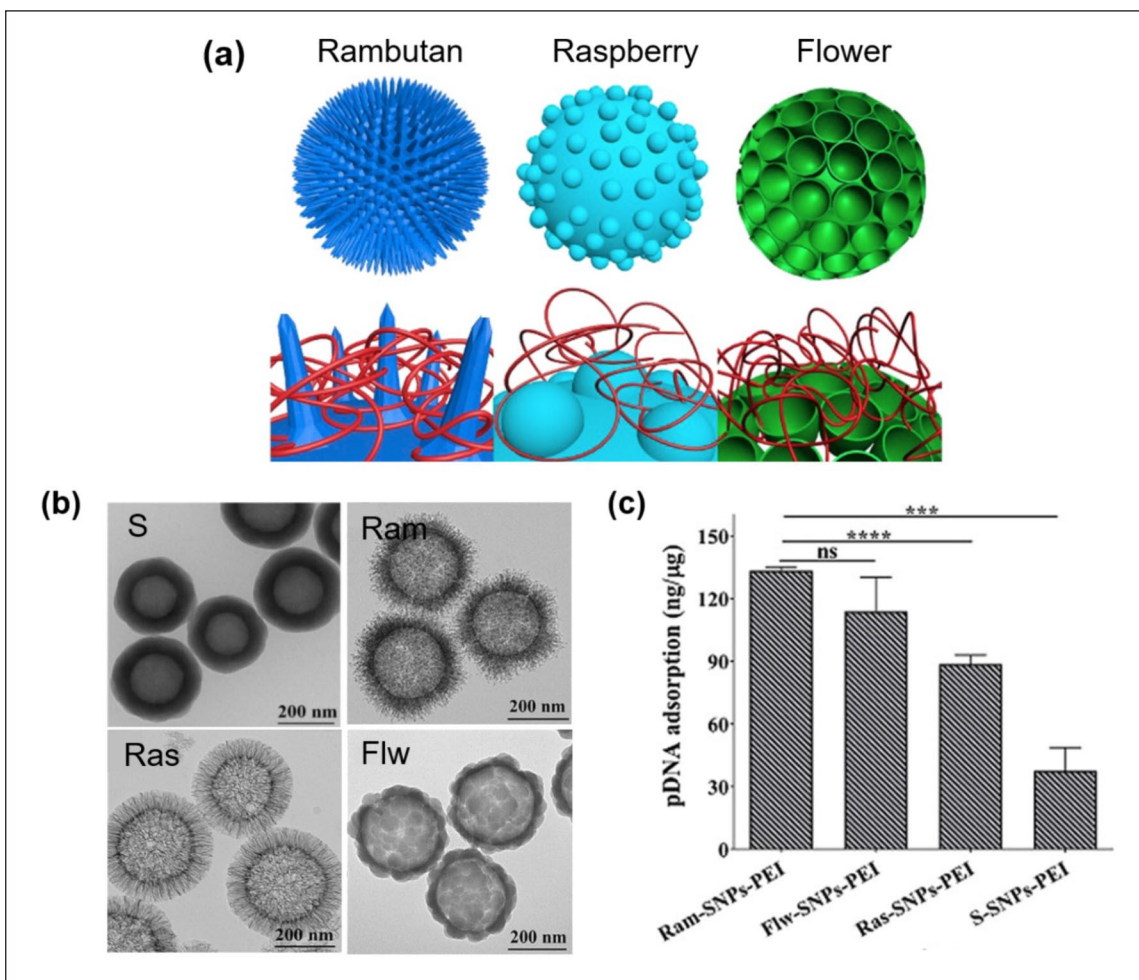 (a) Rambutan Raspberry Flower
(b)
S
200 nm
Ram
200 nm
Ras
200 nm
Flw
200 nm
(c)
***
****
ns
pDNA adsorption (ng/µg)
150
120
90
60
30
0
Ram-SNPs-PEI
Flw-SNPs-PEI
Ras-SNPs-PEI
S-SNPs-PEI